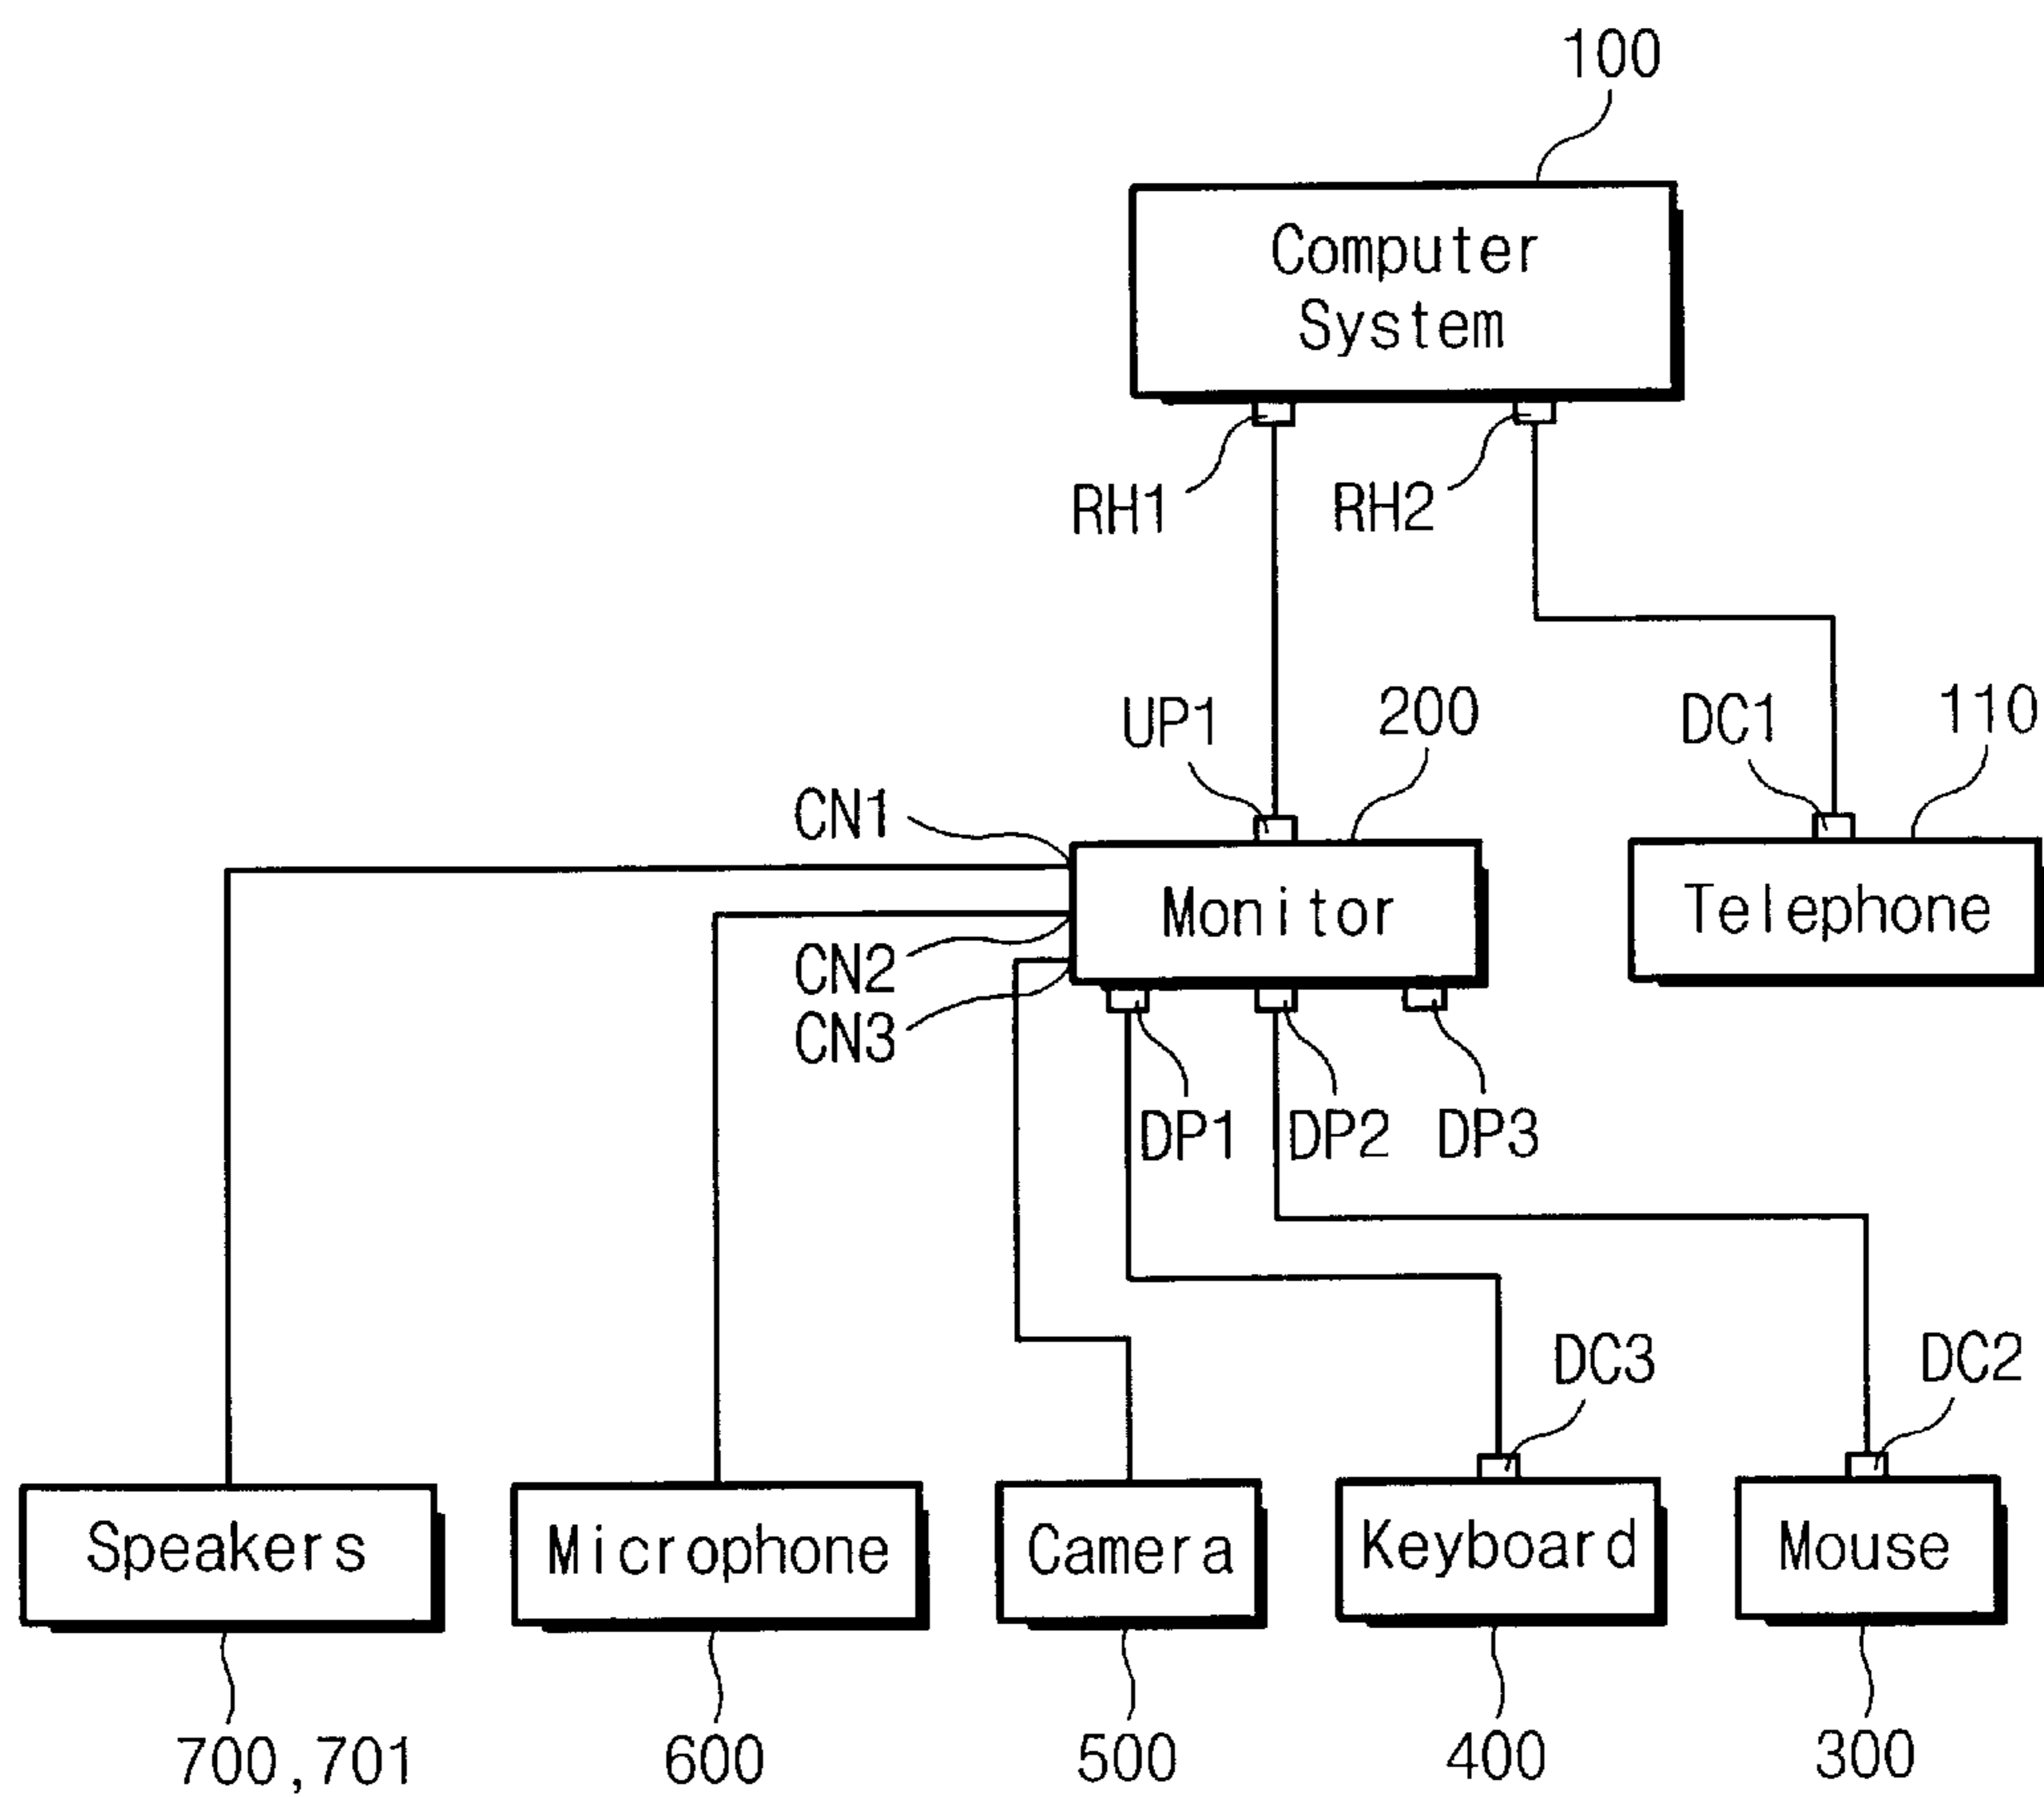 100
Computer
System
RH1
RH2
UP1
200
DC1
110
CN1
Monitor
Telephone
CN2
CN3
DP1
DP2
DP3
DC3
DC2
Speakers
Microphone
Camera
Keyboard
Mouse
700,701
600
500
400
300